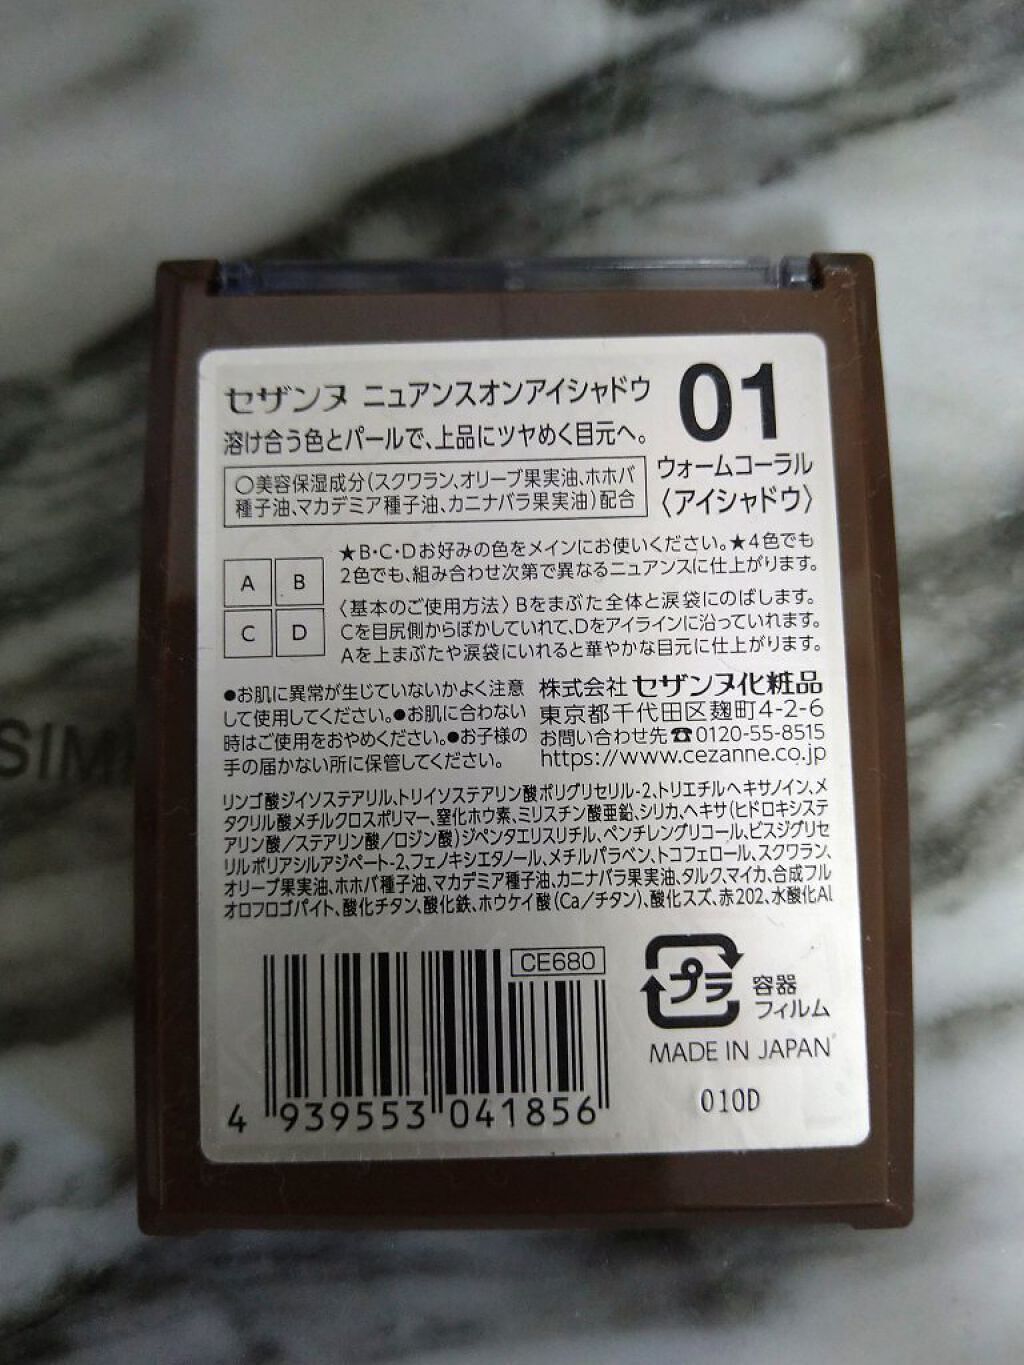 セザンヌ ニュアンスオンアイシャドウ
01
溶け合う色とパールで、上品にツヤめく目元へ。
ウォームコーラル
〈アイシャドウ〉
○美容保湿成分(スクワラン、オリーブ果実油、ホホバ
種子油、マカデミア種子油、カニナバラ果実油)配合
A B
C D
★B・C・Dお好みの色をメインにお使いください。★4色でも
2色でも、組み合わせ次第で異なるニュアンスに仕上がります。
〈基本のご使用方法〉Bをまぶた全体と涙袋にのばします。
Cを目尻側からぼかしていれて、Dをアイラインに沿っていれます。
Aを上まぶたや涙袋にいれると華やかな目元に仕上がります。
●お肌に異常が生じていないかよく注意
して使用してください。●お肌に合わない
時はご使用をおやめください。●お子様の
手の届かない所に保管してください。
株式会社セザンヌ化粧品
東京都千代田区麹町4-2-6
お問い合わせ先☎0120-55-8515
https://www.cezanne.co.jp
リンゴ酸ジイソステアリル、トリイソステアリン酸ポリグリセリル-2、トリエチルヘキサノイン、メ
タクリル酸メチルクロスポリマー、窒化ホウ素、ミリスチン酸亜鉛、シリカ、ヘキサ(ヒドロキシステ
アリン酸/ステアリン酸/ロジン酸)ジペンタエリスリチル、ペンチレングリコール、ビスジグリセ
リルポリアシルアジペート-2、フェノキシエタノール、メチルパラベン、トコフェロール、スクワラン、
オリーブ果実油、ホホバ種子油、マカデミア種子油、カニナバラ果実油、タルク、マイカ、合成フル
オロフロゴパイト、酸化チタン、酸化鉄、ホウケイ酸(Ca/チタン)、酸化スズ、赤202、水酸化Al
CE680
プラ
容器
フィルム
MADE IN JAPAN
010D
4 939553 041856
SIM